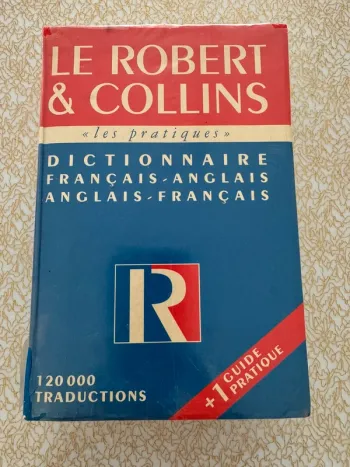 LE ROBERT
& COLLINS
« les pratiques »
DICTIONNAIRE
FRANÇAIS-ANGLAIS
ANGLAIS-FRANÇAIS
R
120 000
TRADUCTIONS
+1 GUIDE
PRATIQUE